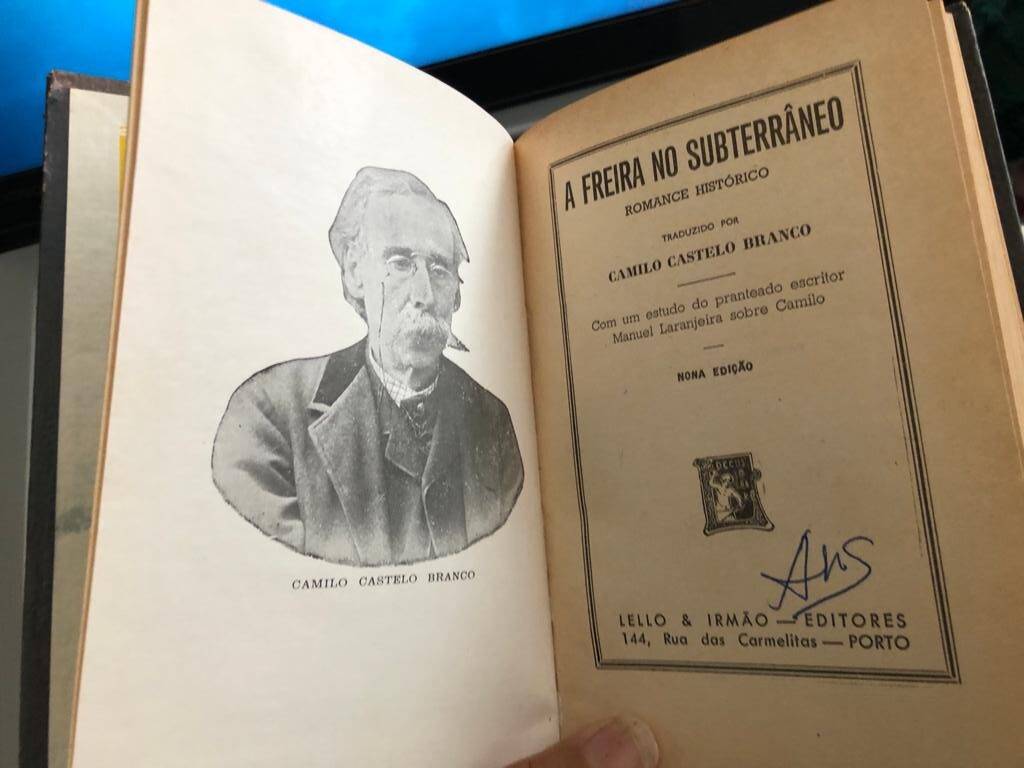 CAMILO CASTELO BRANCO
A FREIRA NO SUBTERRÂNEO
ROMANCE HISTÓRICO
TRADUZIDO POR
CAMILO CASTELO BRANCO
Com um estudo do pranteado escritor
Manuel Laranjeira sobre Camilo
NONA EDIÇÃO
LELLO & IRMÃO — EDITORES
144, Rua das Carmelitas — PORTO